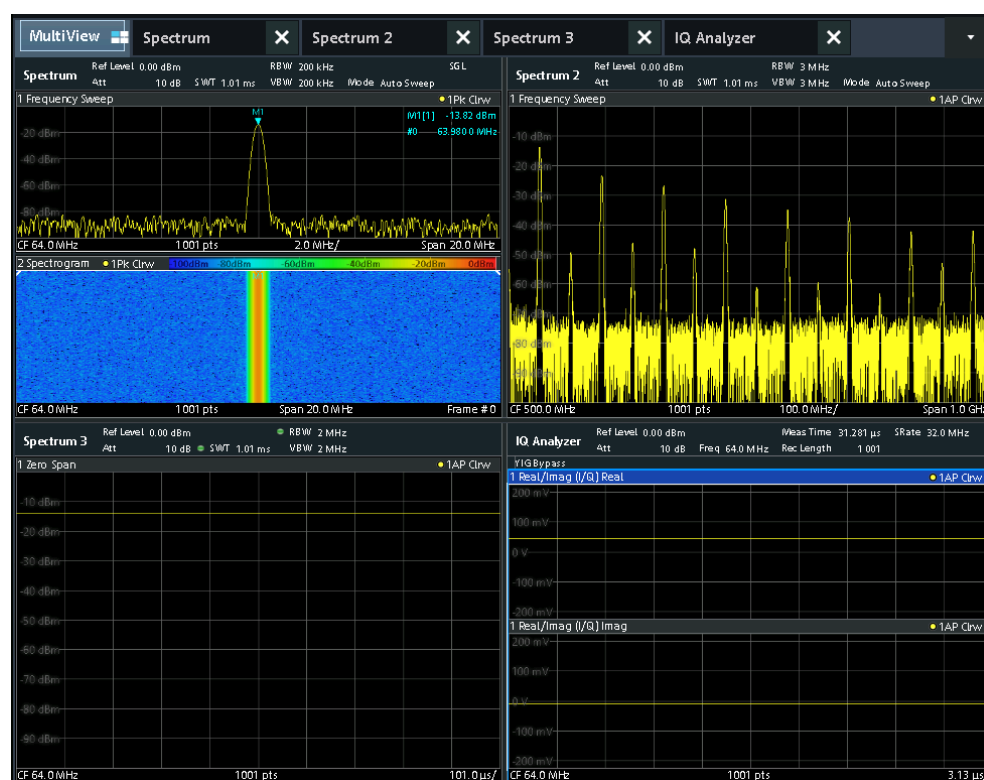 MultiView
Spectrum
Spectrum 2
Spectrum 3
IQ Analyzer
Spectrum
Ref Level 0.00 dBm RBW 200 kHz SGL
Att 10 dB SWT 1.01 ms VBW 200 kHz Mode Auto Sweep
1 Frequency Sweep 1Pk Clrw
M1
M1[1] -13.82 dBm
63.980 0 MHz
-20 dBm
-40 dBm
-60 dBm
-80 dBm
CF 64.0 MHz 1001 pts 2.0 MHz/ Span 20.0 MHz
2 Spectrogram 1Pk Clrw -100dBm -80dBm -60dBm -40dBm -20dBm 0dBm
CF 64.0 MHz 1001 pts Span 20.0 MHz Frame # 0
Spectrum 2
Ref Level 0.00 dBm RBW 3 MHz
Att 10 dB SWT 1.01 ms VBW 3 MHz Mode Auto Sweep
1 Frequency Sweep 1AP Clrw
-10 dBm
-20 dBm
-30 dBm
-40 dBm
-50 dBm
-60 dBm
-80 dBm
CF 500.0 MHz 1001 pts 100.0 MHz/ Span 1.0 GHz
Spectrum 3
Ref Level 0.00 dBm RBW 2 MHz
Att 10 dB SWT 1.01 ms VBW 2 MHz
1 Zero Span 1AP Clrw
-10 dBm
-20 dBm
-30 dBm
-40 dBm
-50 dBm
-60 dBm
-70 dBm
-80 dBm
-90 dBm
CF 64.0 MHz 1001 pts 101.0 µs/
IQ Analyzer
Ref Level 0.00 dBm Meas Time 31.281 µs SRate 32.0 MHz
Att 10 dB Freq 64.0 MHz Rec Length 1 001
YIG Bypass
1 Real/Imag (I/Q) Real 1AP Clrw
200 mV
100 mV
0 V
-100 mV
-200 mV
1 Real/Imag (I/Q) Imag 1AP Clrw
200 mV
100 mV
0 V
-100 mV
-200 mV
CF 64.0 MHz 1001 pts 3.13 µs